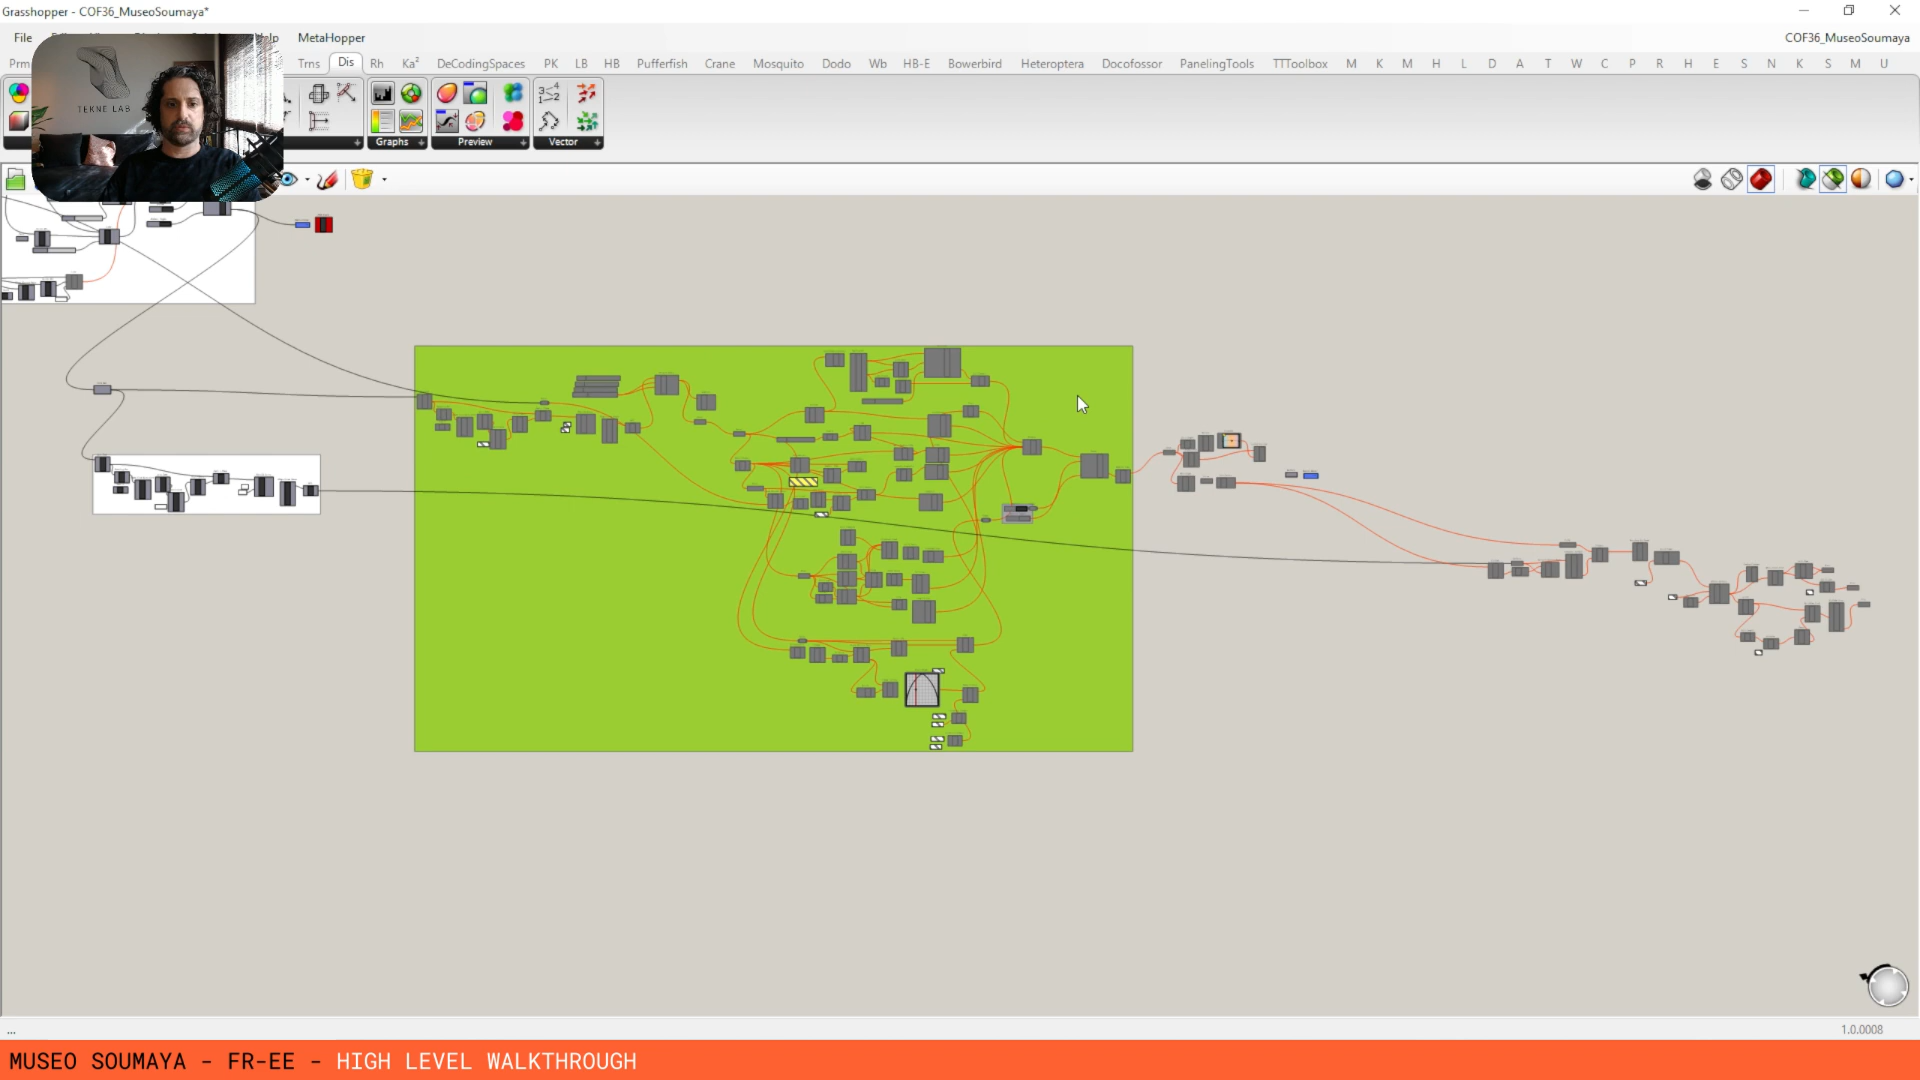 Grasshopper - COF36_MuseoSoumaya*
File
Help
MetaHopper
COF36_MuseoSoumaya
Prm
Trns
Dis
Rh
Ka²
DeCodingSpaces
PK
LB
HB
Pufferfish
Crane
Mosquito
Dodo
Wb
HB-E
Bowerbird
Heteroptera
Docofossor
PanelingTools
TTToolbox
M
K
M
H
L
D
A
T
W
C
P
R
H
E
S
N
K
S
M
U
TEKNE LAB
Graphs
Preview
Vector
...
1.0.0008
MUSEO SOUMAYA - FR-EE - HIGH LEVEL WALKTHROUGH